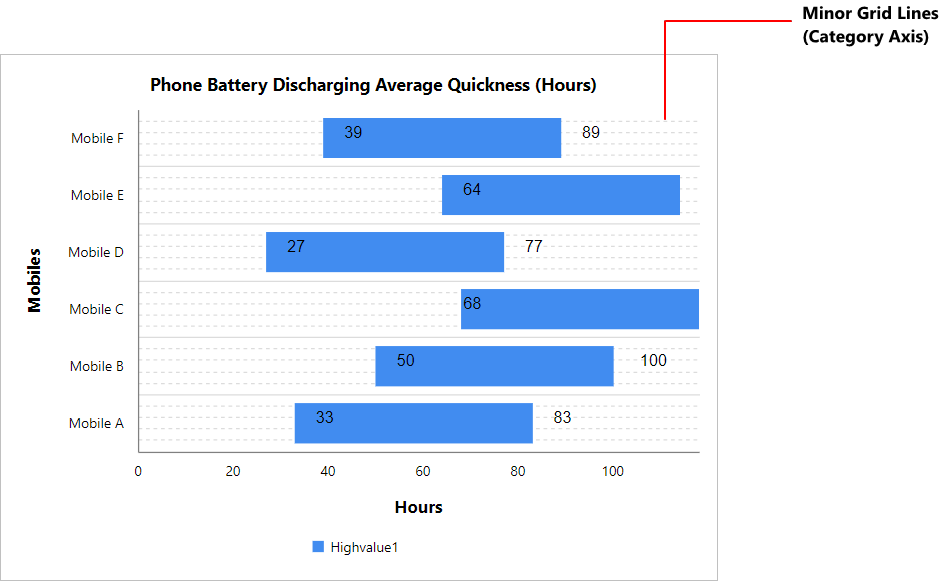 Minor Grid Lines
(Category Axis)
Phone Battery Discharging Average Quickness (Hours)
Mobile F
39
89
Mobile E
64
Mobile D
27
77
Mobile C
68
Mobile B
50
100
Mobile A
33
83
Mobiles
0
20
40
60
80
100
Hours
Highvalue1